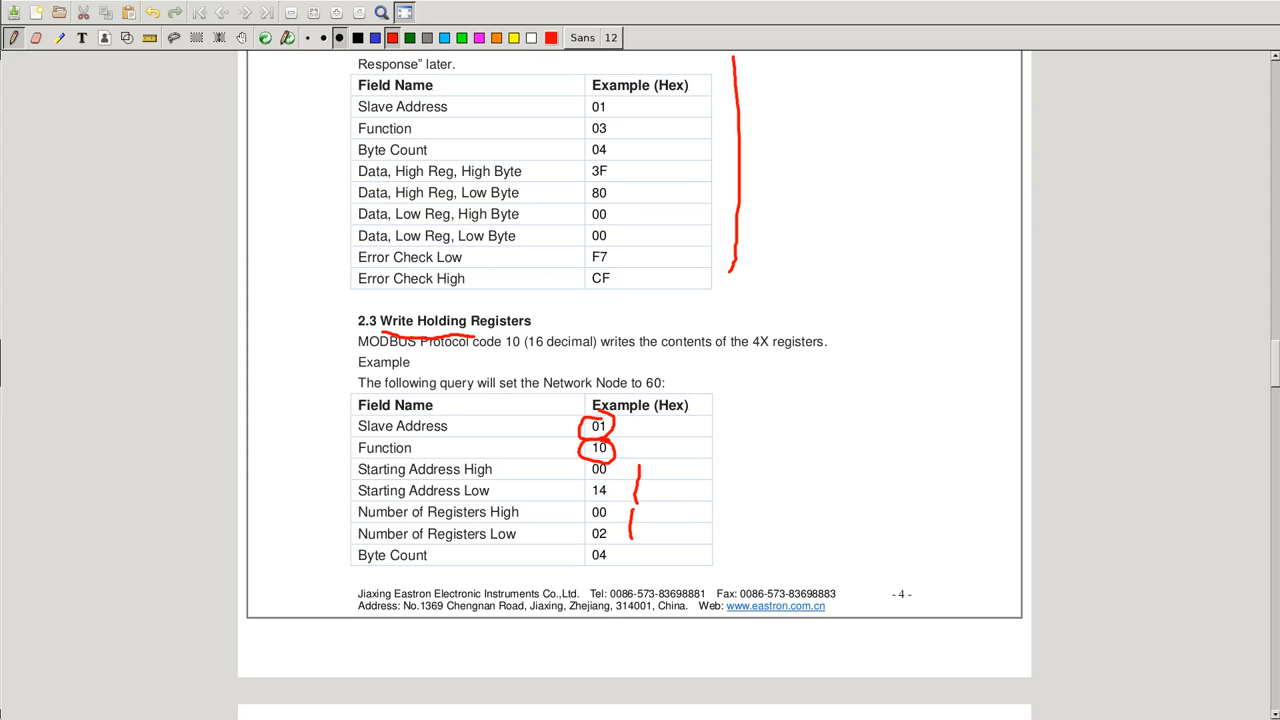 Sans 12
Response” later.
Field Name Example (Hex)
Slave Address 01
Function 03
Byte Count 04
Data, High Reg, High Byte 3F
Data, High Reg, Low Byte 80
Data, Low Reg, High Byte 00
Data, Low Reg, Low Byte 00
Error Check Low F7
Error Check High CF
2.3 Write Holding Registers
MODBUS Protocol code 10 (16 decimal) writes the contents of the 4X registers.
Example
The following query will set the Network Node to 60:
Field Name Example (Hex)
Slave Address 01
Function 10
Starting Address High 00
Starting Address Low 14
Number of Registers High 00
Number of Registers Low 02
Byte Count 04
Jiaxing Eastron Electronic Instruments Co.,Ltd. Tel: 0086-573-83698881 Fax: 0086-573-83698883 - 4 -
Address: No.1369 Chengnan Road, Jiaxing, Zhejiang, 314001, China. Web: www.eastron.com.cn